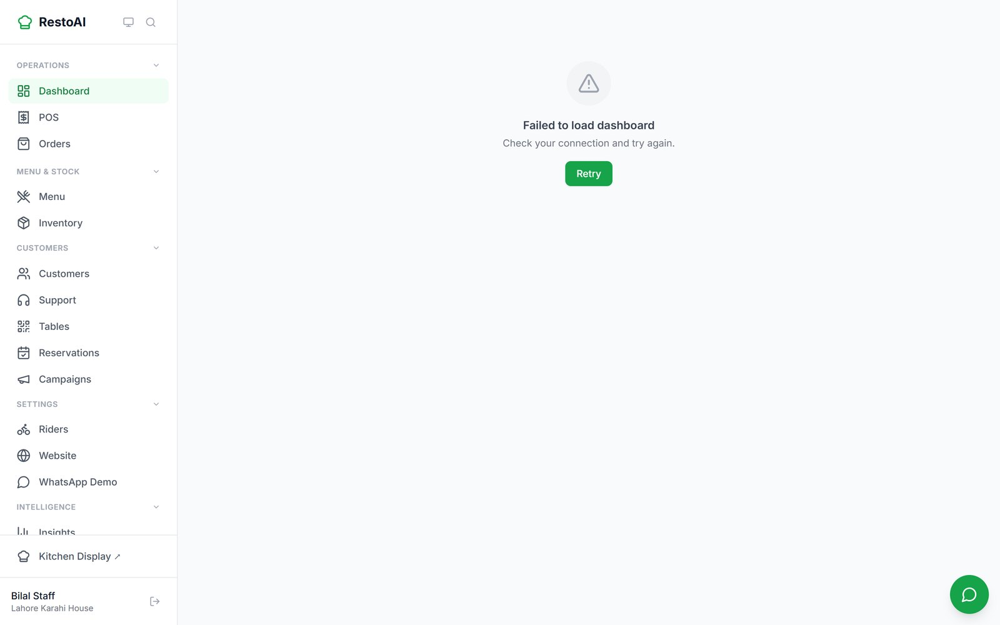 RestoAI
OPERATIONS
Dashboard
POS
Orders
MENU & STOCK
Menu
Inventory
CUSTOMERS
Customers
Support
Tables
Reservations
Campaigns
SETTINGS
Riders
Website
WhatsApp Demo
INTELLIGENCE
Insights
Kitchen Display ↗
Bilal Staff
Lahore Karahi House
Failed to load dashboard
Check your connection and try again.
Retry